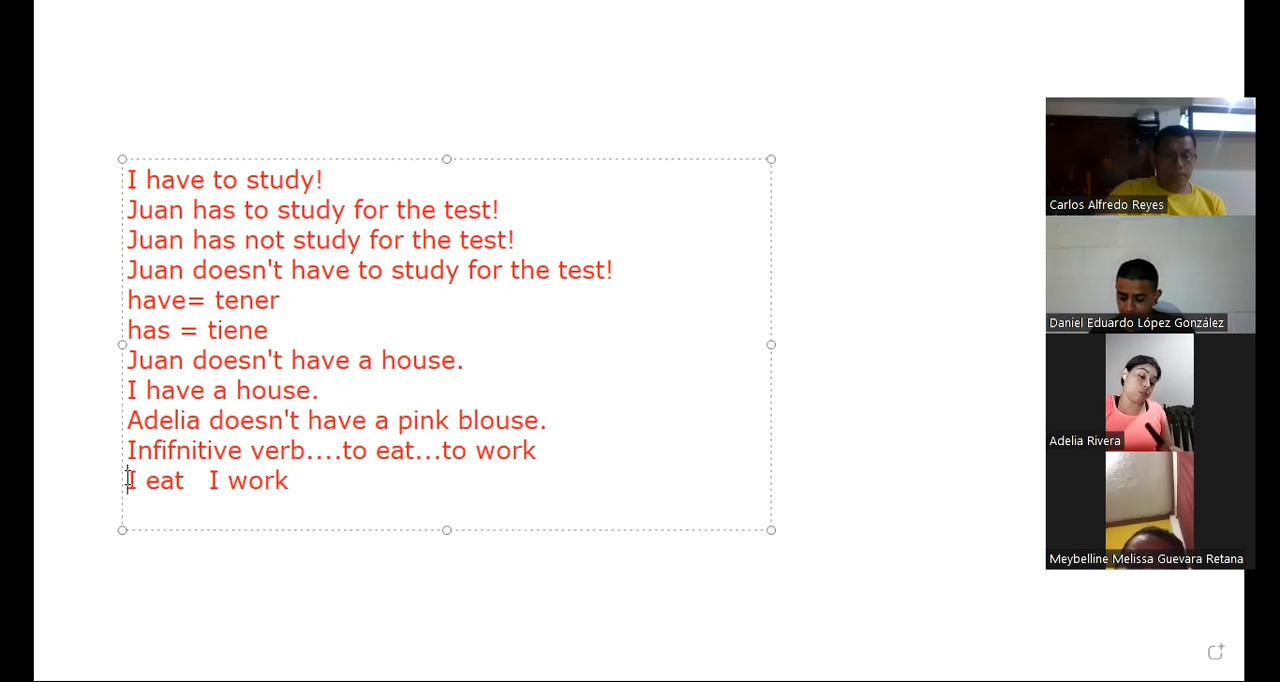 I have to study!
Juan has to study for the test!
Juan has not study for the test!
Juan doesn't have to study for the test!
have= tener
has = tiene
Juan doesn't have a house.
I have a house.
Adelia doesn't have a pink blouse.
Infifnitive verb....to eat...to work
I eat   I work
Carlos Alfredo Reyes
Daniel Eduardo López González
Adelia Rivera
Meybelline Melissa Guevara Retana